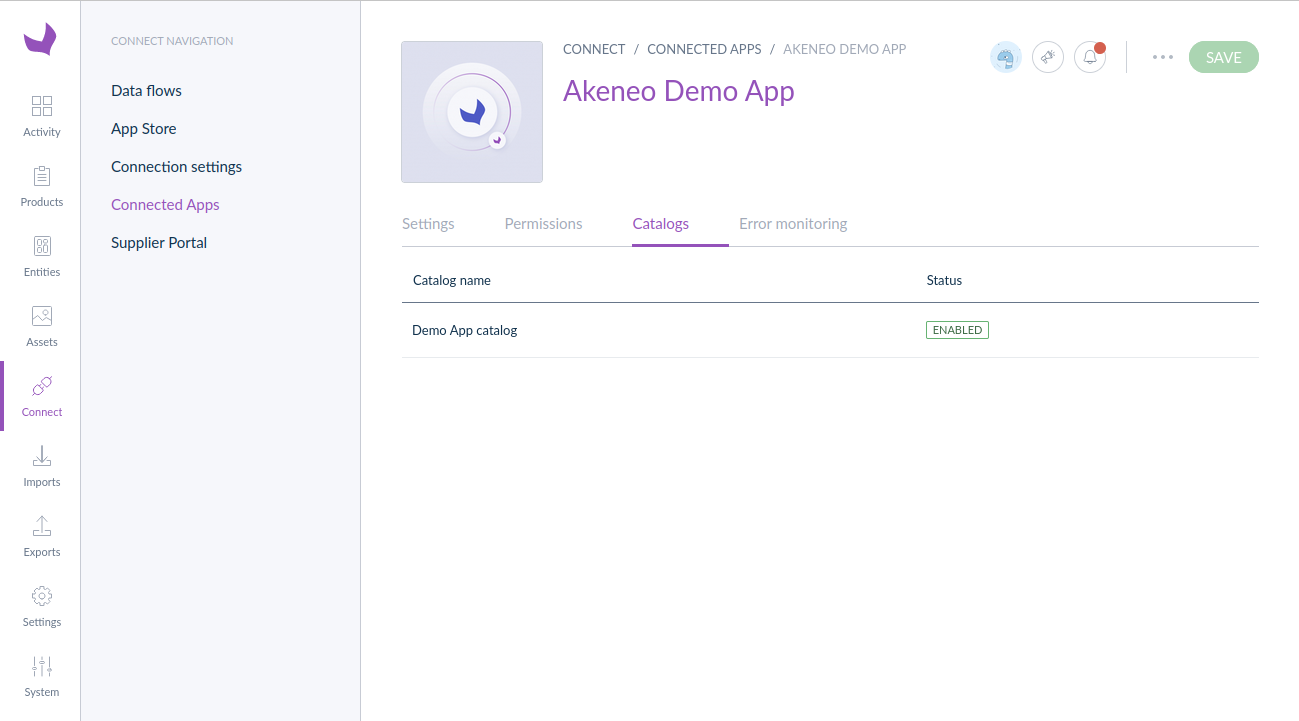 Activity
Products
Entities
Assets
Connect
Imports
Exports
Settings
System
CONNECT NAVIGATION
Data flows
App Store
Connection settings
Connected Apps
Supplier Portal
CONNECT / CONNECTED APPS / AKENEO DEMO APP
SAVE
Akeneo Demo App
Settings Permissions Catalogs Error monitoring
Catalog name Status
Demo App catalog ENABLED